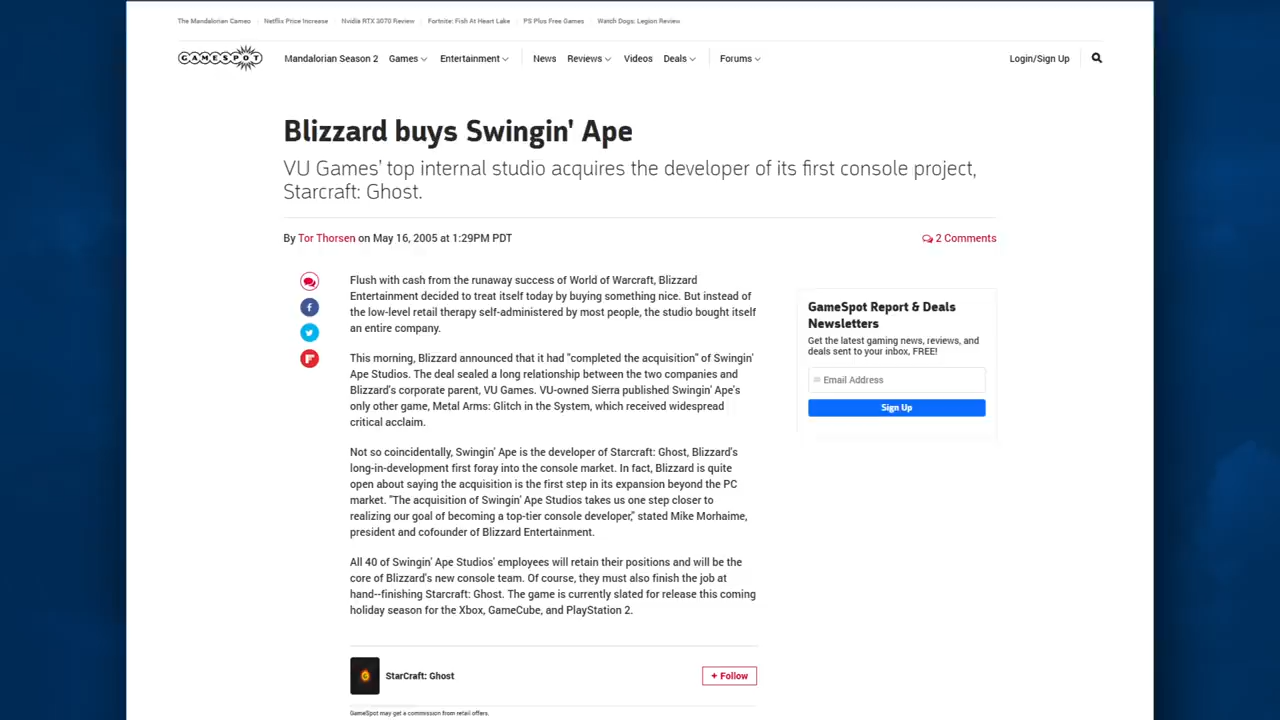 The Mandalorian Cameo
Netflix Price Increase
Nvidia RTX 3070 Review
Fortnite: Fish At Heart Lake
PS Plus Free Games
Watch Dogs: Legion Review
GAMESPOT
Mandalorian Season 2
Games
Entertainment
News
Reviews
Videos
Deals
Forums
Login/Sign Up
Blizzard buys Swingin' Ape
VU Games' top internal studio acquires the developer of its first console project,
Starcraft: Ghost.
By Tor Thorsen on May 16, 2005 at 1:29PM PDT
2 Comments
Flush with cash from the runaway success of World of Warcraft, Blizzard
Entertainment decided to treat itself today by buying something nice. But instead of
the low-level retail therapy self-administered by most people, the studio bought itself
an entire company.
This morning, Blizzard announced that it had "completed the acquisition" of Swingin'
Ape Studios. The deal sealed a long relationship between the two companies and
Blizzard's corporate parent, VU Games. VU-owned Sierra published Swingin' Ape's
only other game, Metal Arms: Glitch in the System, which received widespread
critical acclaim.
Not so coincidentally, Swingin' Ape is the developer of Starcraft: Ghost, Blizzard's
long-in-development first foray into the console market. In fact, Blizzard is quite
open about saying the acquisition is the first step in its expansion beyond the PC
market. "The acquisition of Swingin' Ape Studios takes us one step closer to
realizing our goal of becoming a top-tier console developer," stated Mike Morhaime,
president and cofounder of Blizzard Entertainment.
All 40 of Swingin' Ape Studios' employees will retain their positions and will be the
core of Blizzard's new console team. Of course, they must also finish the job at
hand--finishing Starcraft: Ghost. The game is currently slated for release this coming
holiday season for the Xbox, GameCube, and PlayStation 2.
GameSpot Report & Deals
Newsletters
Get the latest gaming news, reviews, and
deals sent to your inbox, FREE!
Email Address
Sign Up
StarCraft: Ghost
+ Follow
GameSpot may get a commission from retail offers.